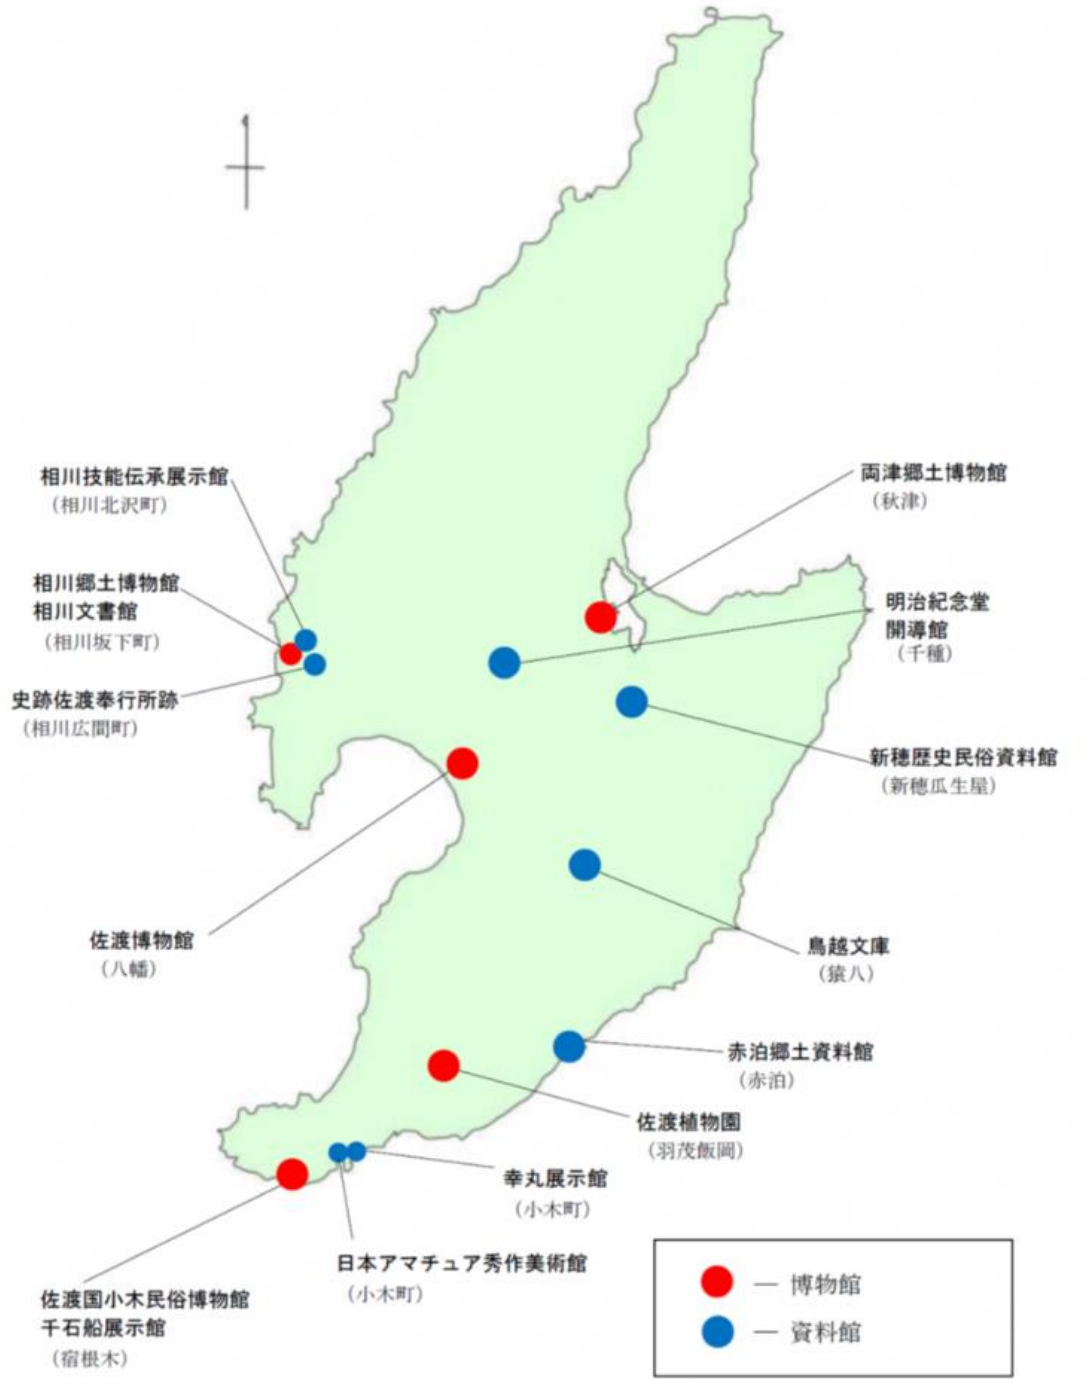 相川技能伝承展示館
（相川北沢町）
相川郷土博物館
相川文書館
（相川坂下町）
史跡佐渡奉行所跡
（相川広間町）
両津郷土博物館
（秋津）
明治紀念堂
開導館
（千種）
新穂歴史民俗資料館
（新穂瓜生屋）
佐渡博物館
（八幡）
鳥越文庫
（猿八）
赤泊郷土資料館
（赤泊）
佐渡植物園
（羽茂飯岡）
幸丸展示館
（小木町）
日本アマチュア秀作美術館
（小木町）
佐渡国小木民俗博物館
千石船展示館
（宿根木）
― 博物館
― 資料館